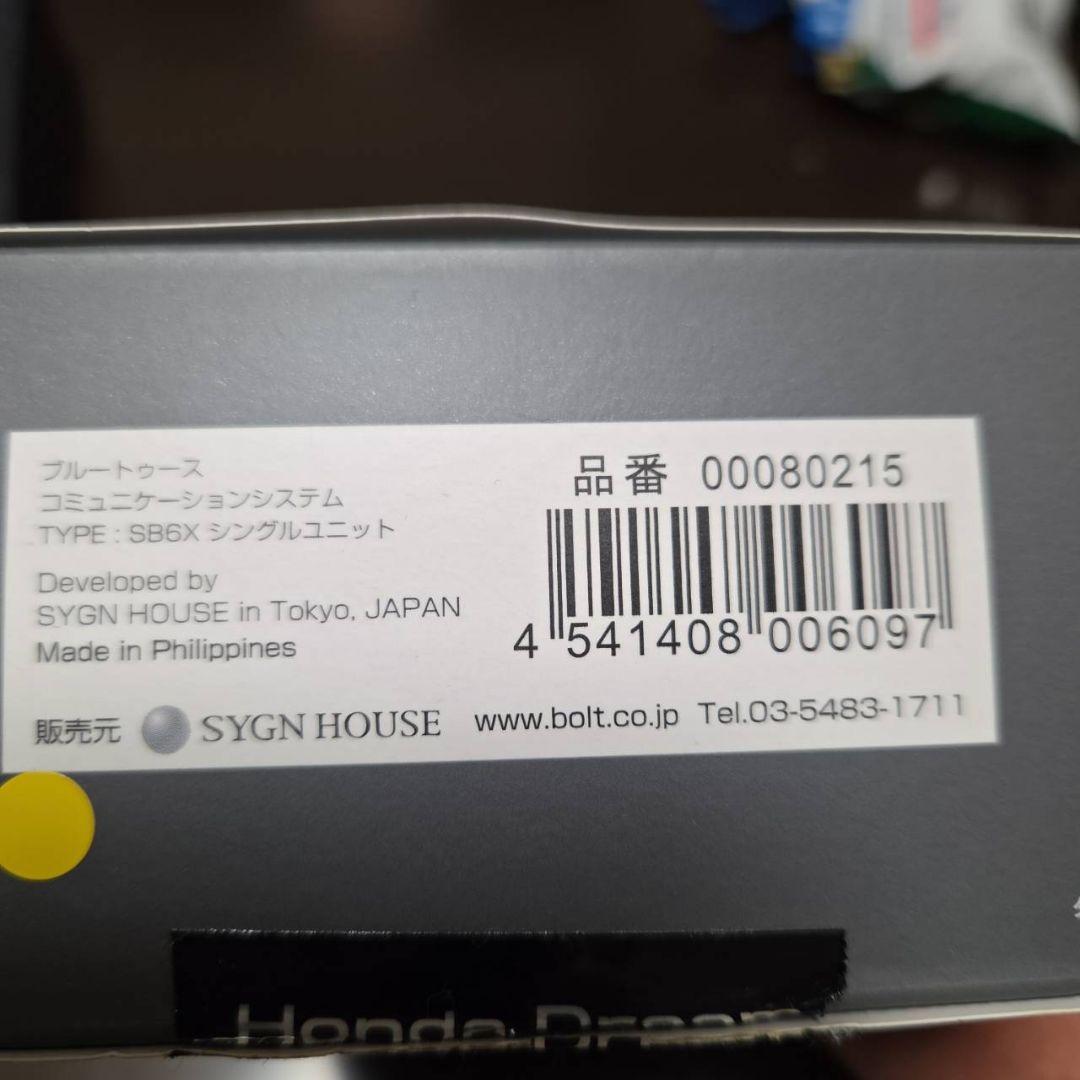 ブルートゥース
コミュニケーションシステム
TYPE : SB6X シングルユニット
Developed by
SYGN HOUSE in Tokyo, JAPAN
Made in Philippines
品番 00080215
4 541408 006097
販売元 SYGN HOUSE www.bolt.co.jp Tel.03-5483-1711
Honda Dream